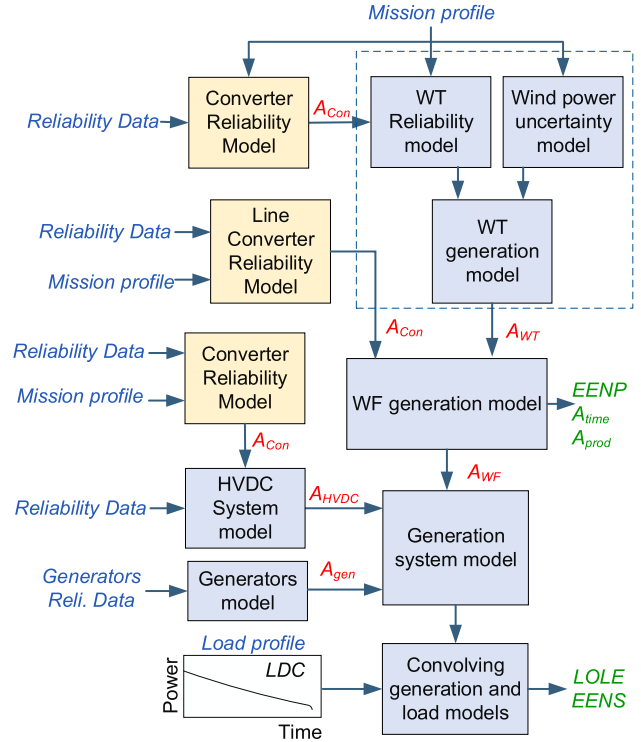 Mission profile
Reliability Data
Converter
Reliability
Model
A_Con
WT
Reliability
model
Wind power
uncertainty
model
Reliability Data
Mission profile
Line
Converter
Reliability
Model
WT
generation
model
A_Con
A_WT
Reliability Data
Mission profile
Converter
Reliability
Model
WF generation model
EENP
A_time
A_prod
A_Con
A_WF
Reliability Data
HVDC
System
model
A_HVDC
Generation
system model
Generators
Reli. Data
Generators
model
A_gen
Load profile
Power
LDC
Time
Convolving
generation and
load models
LOLE
EENS